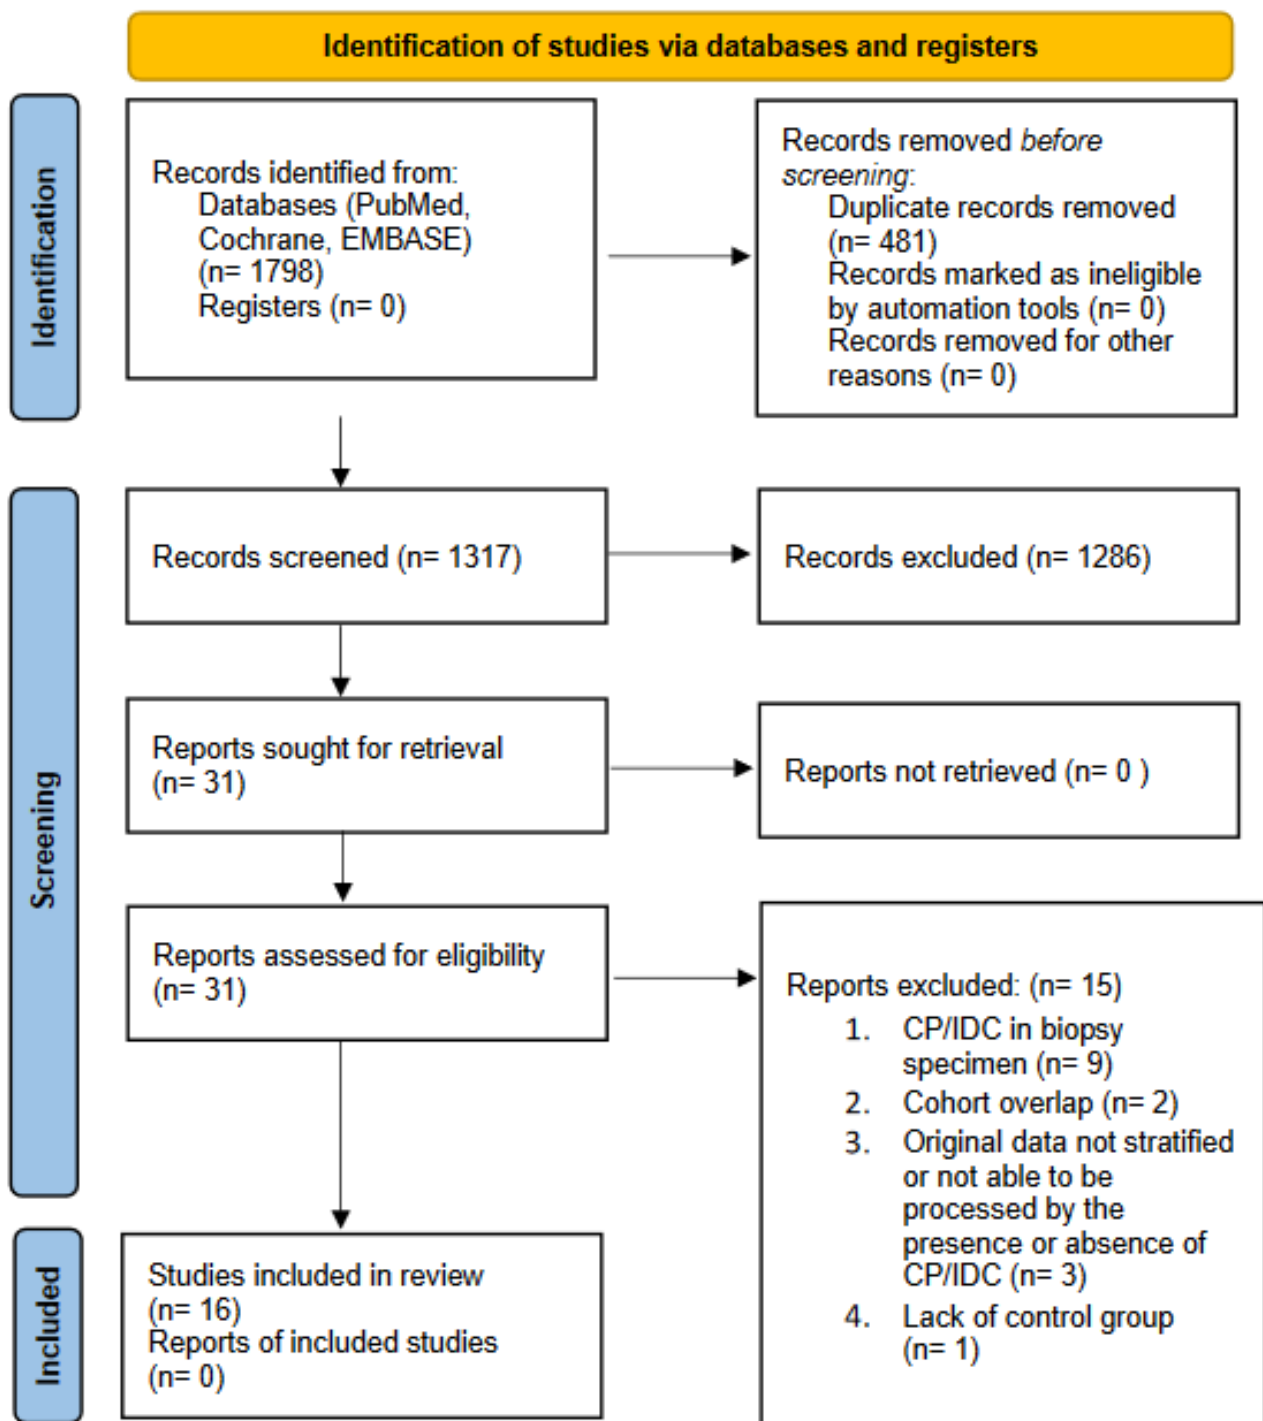 Identification of studies via databases and registers
Identification
Records identified from:
Databases (PubMed,
Cochrane, EMBASE)
(n= 1798)
Registers (n= 0)
Records removed before
screening:
Duplicate records removed
(n= 481)
Records marked as ineligible
by automation tools (n= 0)
Records removed for other
reasons (n= 0)
Screening
Records screened (n= 1317)
Records excluded (n= 1286)
Reports sought for retrieval
(n= 31)
Reports not retrieved (n= 0 )
Reports assessed for eligibility
(n= 31)
Reports excluded: (n= 15)
1. CP/IDC in biopsy
specimen (n= 9)
2. Cohort overlap (n= 2)
3. Original data not stratified
or not able to be
processed by the
presence or absence of
CP/IDC (n= 3)
4. Lack of control group
(n= 1)
Included
Studies included in review
(n= 16)
Reports of included studies
(n= 0)